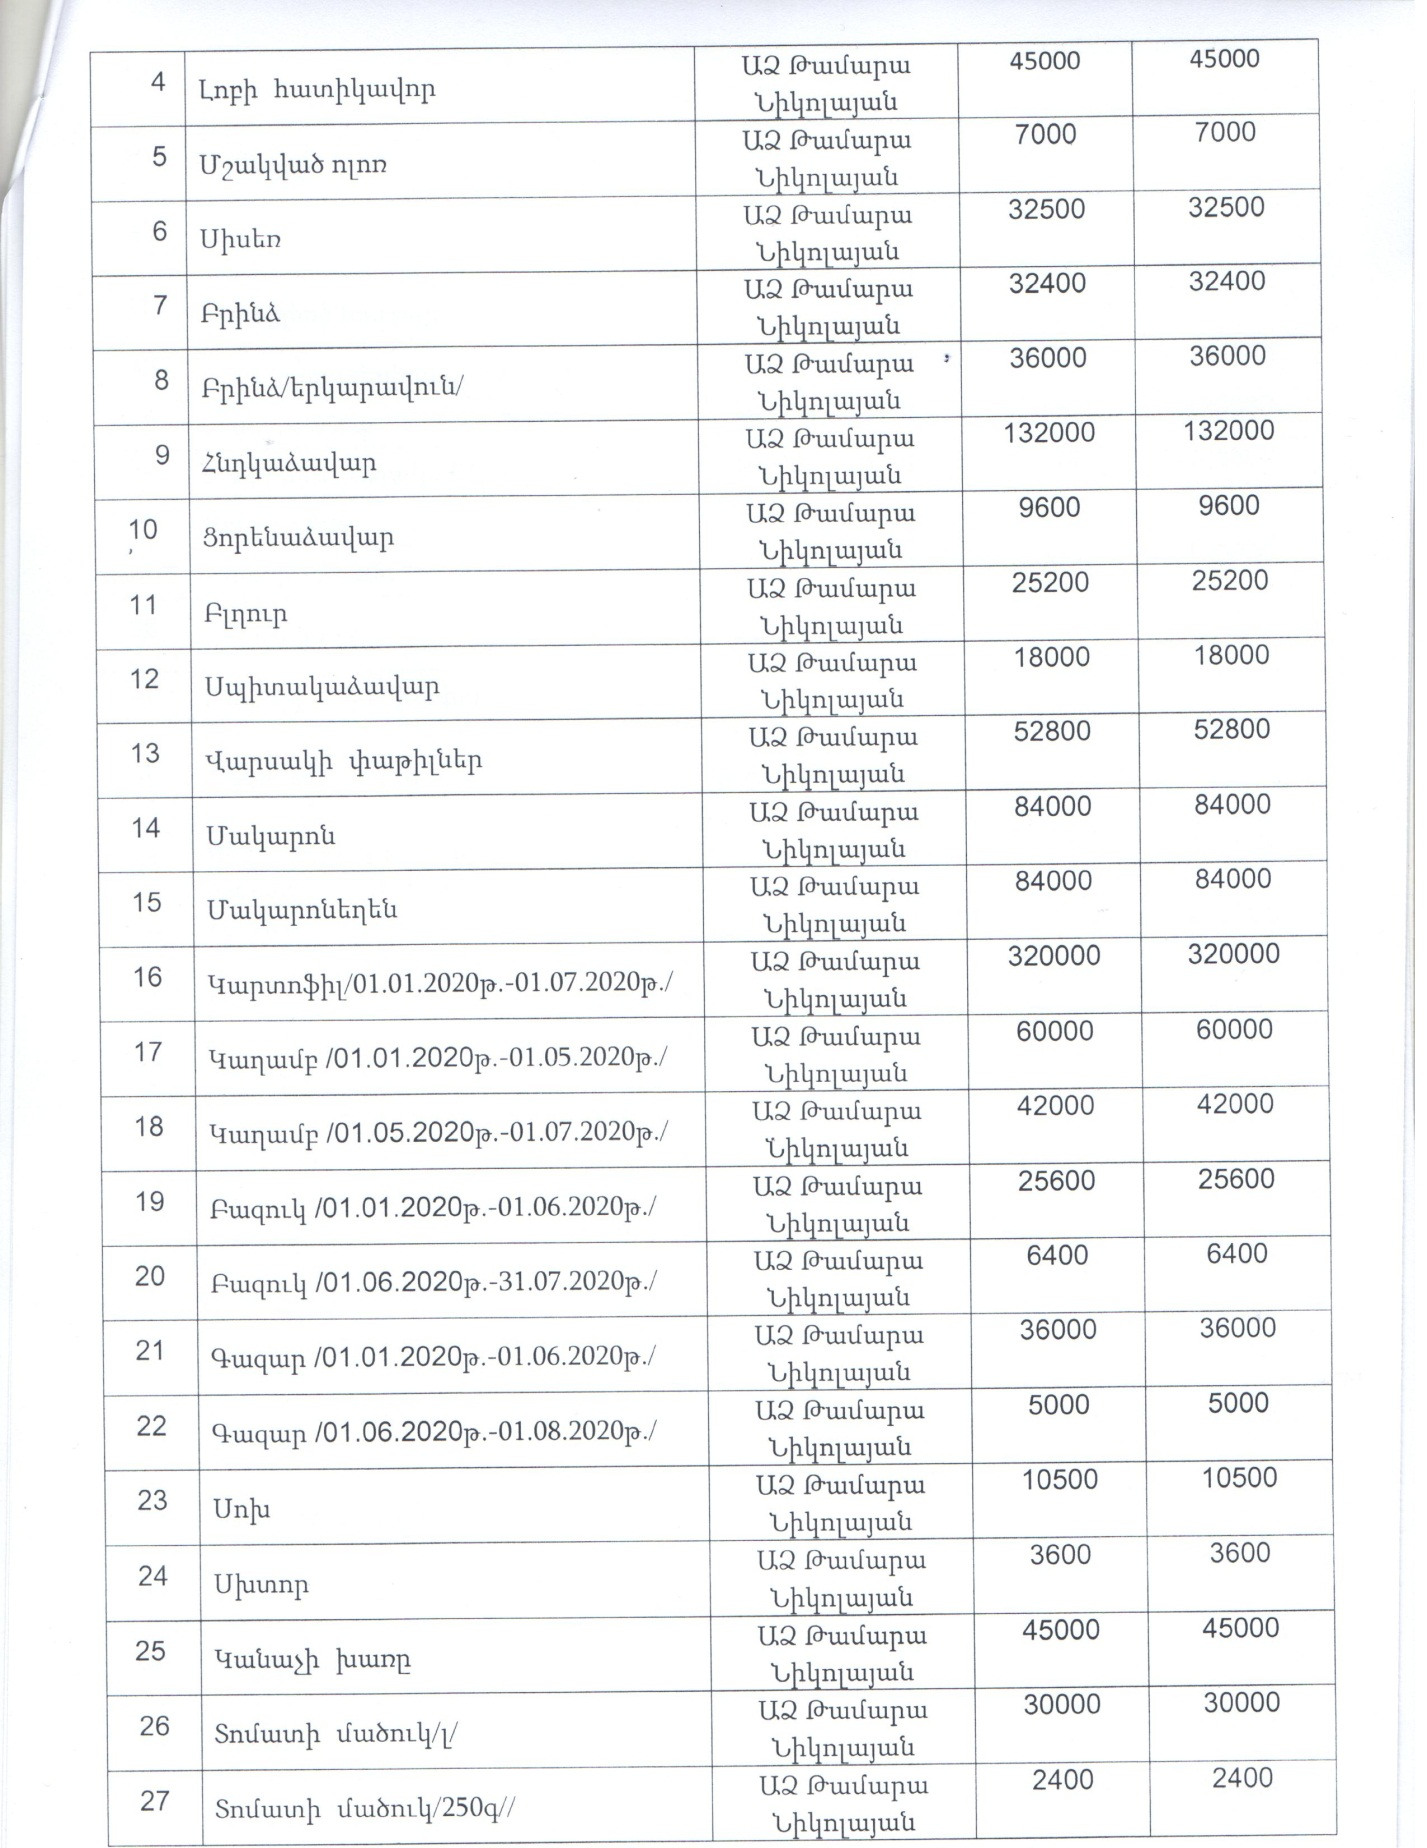 4 Լոբի հատիկավոր ԱՁ Թամարա Նիկոլայան 45000 45000
5 Մշակված ոլոռ ԱՁ Թամարա Նիկոլայան 7000 7000
6 Սիսեռ ԱՁ Թամարա Նիկոլայան 32500 32500
7 Բրինձ ԱՁ Թամարա Նիկոլայան 32400 32400
8 Բրինձ/երկարավուն/ ԱՁ Թամարա Նիկոլայան 36000 36000
9 Հնդկաձավար ԱՁ Թամարա Նիկոլայան 132000 132000
10 Ցորենաձավար ԱՁ Թամարա Նիկոլայան 9600 9600
11 Բլղուր ԱՁ Թամարա Նիկոլայան 25200 25200
12 Սպիտակաձավար ԱՁ Թամարա Նիկոլայան 18000 18000
13 Վարսակի փաթիլներ ԱՁ Թամարա Նիկոլայան 52800 52800
14 Մակարոն ԱՁ Թամարա Նիկոլայան 84000 84000
15 Մակարոնեղեն ԱՁ Թամարա Նիկոլայան 84000 84000
16 Կարտոֆիլ/01.01.2020թ.-01.07.2020թ./ ԱՁ Թամարա Նիկոլայան 320000 320000
17 Կաղամբ /01.01.2020թ.-01.05.2020թ./ ԱՁ Թամարա Նիկոլայան 60000 60000
18 Կաղամբ /01.05.2020թ.-01.07.2020թ./ ԱՁ Թամարա Նիկոլայան 42000 42000
19 Բազուկ /01.01.2020թ.-01.06.2020թ./ ԱՁ Թամարա Նիկոլայան 25600 25600
20 Բազուկ /01.06.2020թ.-31.07.2020թ./ ԱՁ Թամարա Նիկոլայան 6400 6400
21 Գազար /01.01.2020թ.-01.06.2020թ./ ԱՁ Թամարա Նիկոլայան 36000 36000
22 Գազար /01.06.2020թ.-01.08.2020թ./ ԱՁ Թամարա Նիկոլայան 5000 5000
23 Սոխ ԱՁ Թամարա Նիկոլայան 10500 10500
24 Սխտոր ԱՁ Թամարա Նիկոլայան 3600 3600
25 Կանաչի խառը ԱՁ Թամարա Նիկոլայան 45000 45000
26 Տոմատի մածուկ/լ/ ԱՁ Թամարա Նիկոլայան 30000 30000
27 Տոմատի մածուկ/250գ// ԱՁ Թամարա Նիկոլայան 2400 2400